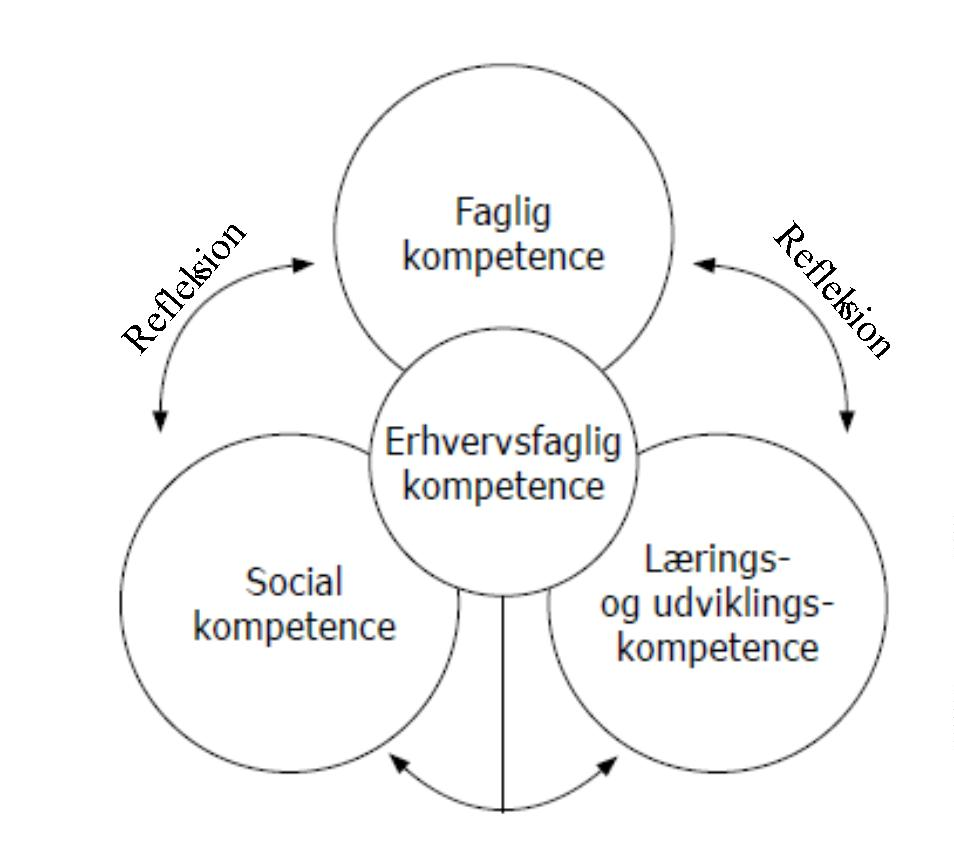 Faglig
kompetence
Refleksion
Refleksion
Erhvervsfaglig
kompetence
Social
kompetence
Lærings-
og udviklings-
kompetence